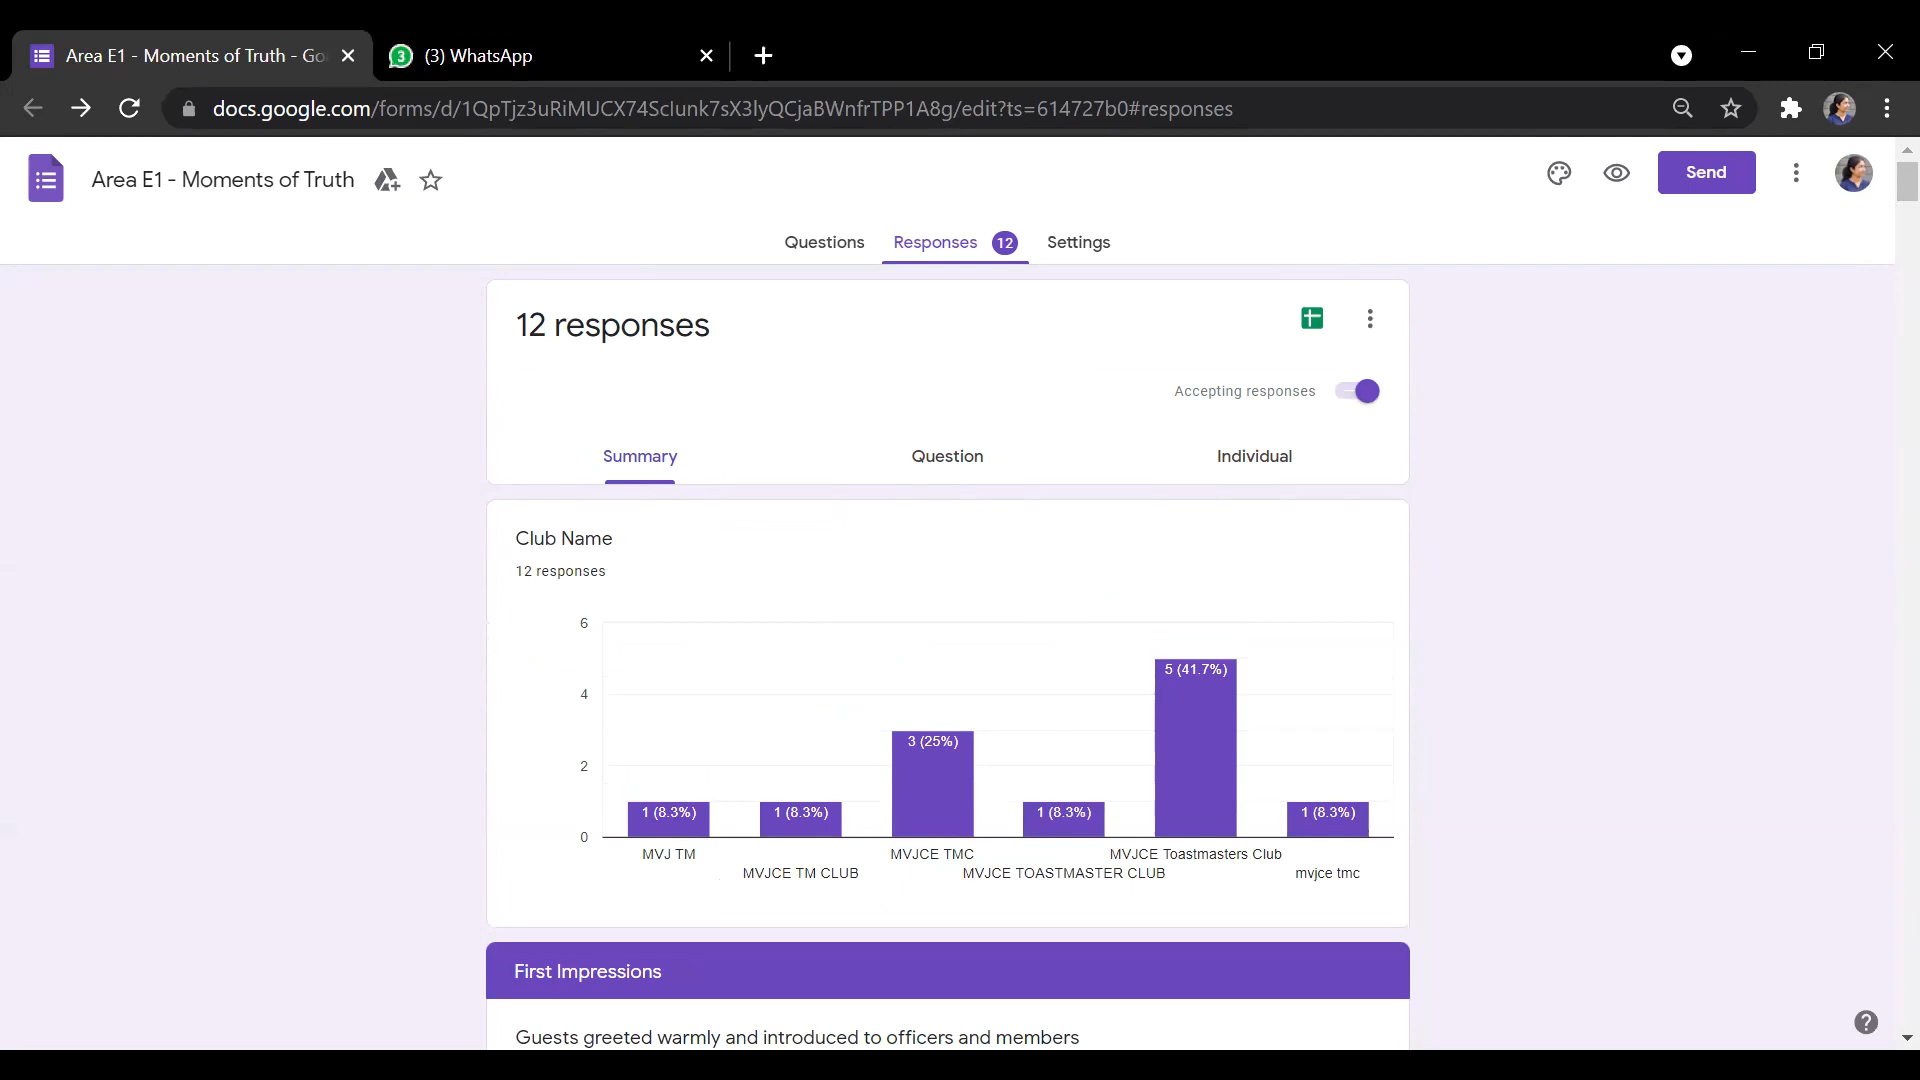 Area E1 - Moments of Truth - Go
3
(3) WhatsApp
docs.google.com/forms/d/1QpTjz3uRiMUCX74Sclunk7sX3lyQCjaBWnfrTPP1A8g/edit?ts=614727b0#responses
Area E1 - Moments of Truth
Send
Questions
Responses 12
Settings
12 responses
Accepting responses
Summary
Question
Individual
Club Name
12 responses
6
4
2
0
1 (8.3%)
1 (8.3%)
3 (25%)
1 (8.3%)
5 (41.7%)
1 (8.3%)
MVJ TM
MVJCE TM CLUB
MVJCE TMC
MVJCE TOASTMASTER CLUB
MVJCE Toastmasters Club
mvjce tmc
First Impressions
Guests greeted warmly and introduced to officers and members